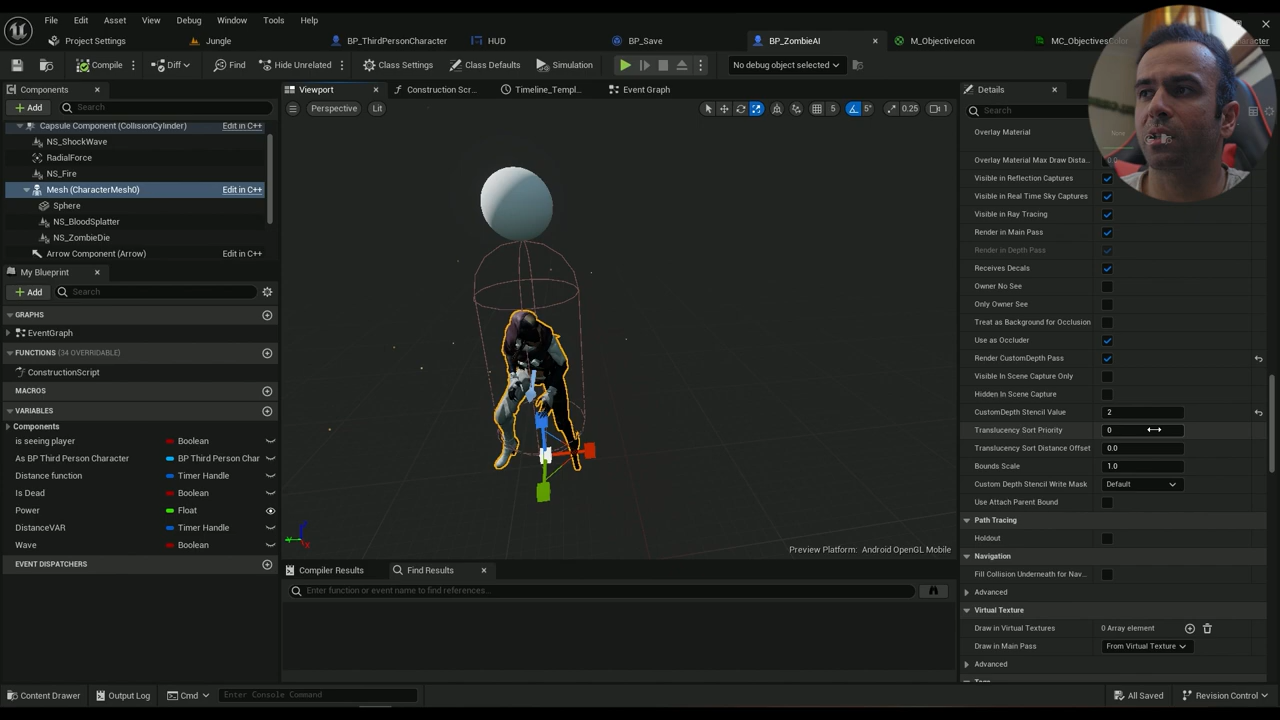 File Edit Asset View Window Debug Tools Help
Project Settings Jungle BP_ThirdPersonCharacter HUD BP_Save BP_ZombieAI M_ObjectiveIcon
Compile Diff Find Hide Unrelated Class Settings Class Defaults Simulation No debug object selected
Components
Add Search
Capsule Component (CollisionCylinder) Edit in C++
NS_ShockWave
RadialForce
NS_Fire
Mesh (CharacterMesh0) Edit in C++
Sphere
NS_BloodSplatter
NS_ZombieDie
Arrow Component (Arrow) Edit in C++
My Blueprint
Add Search
GRAPHS
EventGraph
FUNCTIONS (34 OVERRIDABLE)
ConstructionScript
MACROS
VARIABLES
Components
is seeing player Boolean
As BP Third Person Character BP Third Person Char
Distance function Timer Handle
Is Dead Boolean
Power Float
DistanceVAR Timer Handle
Wave Boolean
EVENT DISPATCHERS
Viewport Construction Scr... Timeline_Templ... Event Graph
Perspective Lit 5 5° 0.25 1
Preview Platform: Android OpenGL Mobile
Compiler Results Find Results
Enter function or event name to find references...
Details
Search
Overlay Material None
Overlay Material Max Draw Dista... 0.0
Visible in Reflection Captures
Visible in Real Time Sky Captures
Visible in Ray Tracing
Render in Main Pass
Render in Depth Pass
Receives Decals
Owner No See
Only Owner See
Treat as Background for Occlusion
Use as Occluder
Render CustomDepth Pass
Visible In Scene Capture Only
Hidden In Scene Capture
CustomDepth Stencil Value 2
Translucency Sort Priority 0
Translucency Sort Distance Offset 0.0
Bounds Scale 1.0
Custom Depth Stencil Write Mask Default
Use Attach Parent Bound
Path Tracing
Holdout
Navigation
Fill Collision Underneath for Nav...
Advanced
Virtual Texture
Draw in Virtual Textures 0 Array element
Draw in Main Pass From Virtual Texture
Advanced
Content Drawer Output Log Cmd Enter Console Command All Saved Revision Control